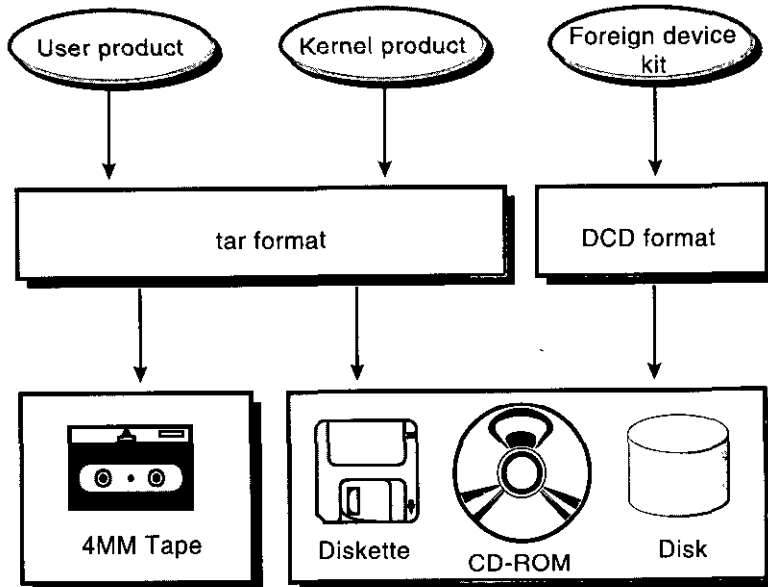 User product
Kernel product
Foreign device
kit
tar format
DCD format
4MM Tape
Diskette
CD-ROM
Disk